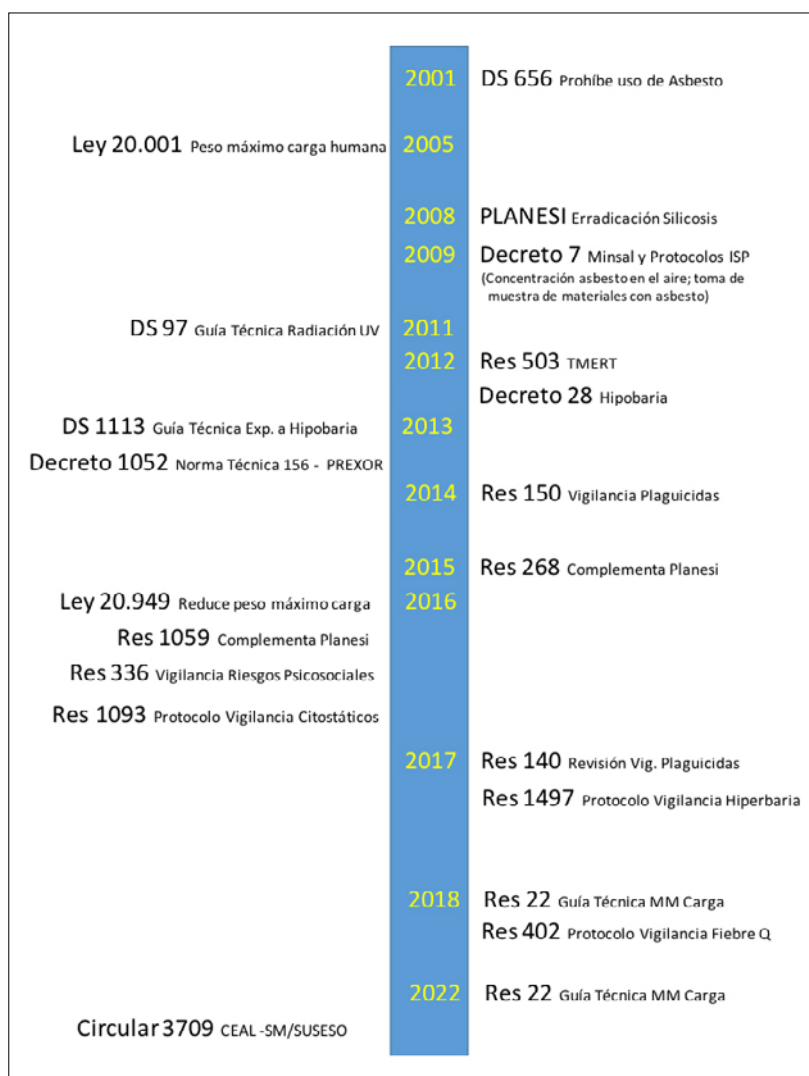 2001 DS 656 Prohíbe uso de Asbesto
Ley 20.001 Peso máximo carga humana 2005
2008 PLANESI Erradicación Silicosis
2009 Decreto 7 Minsal y Protocolos ISP
(Concentración asbesto en el aire; toma de
muestra de materiales con asbesto)
DS 97 Guía Técnica Radiación UV 2011
2012 Res 503 TMERT
Decreto 28 Hipobaria
DS 1113 Guía Técnica Exp. a Hipobaria 2013
Decreto 1052 Norma Técnica 156 - PREXOR
2014 Res 150 Vigilancia Plaguicidas
2015 Res 268 Complementa Planesi
Ley 20.949 Reduce peso máximo carga 2016
Res 1059 Complementa Planesi
Res 336 Vigilancia Riesgos Psicosociales
Res 1093 Protocolo Vigilancia Citostáticos
2017 Res 140 Revisión Vig. Plaguicidas
Res 1497 Protocolo Vigilancia Hiperbaria
2018 Res 22 Guía Técnica MM Carga
Res 402 Protocolo Vigilancia Fiebre Q
2022 Res 22 Guía Técnica MM Carga
Circular 3709 CEAL -SM/SUSESO